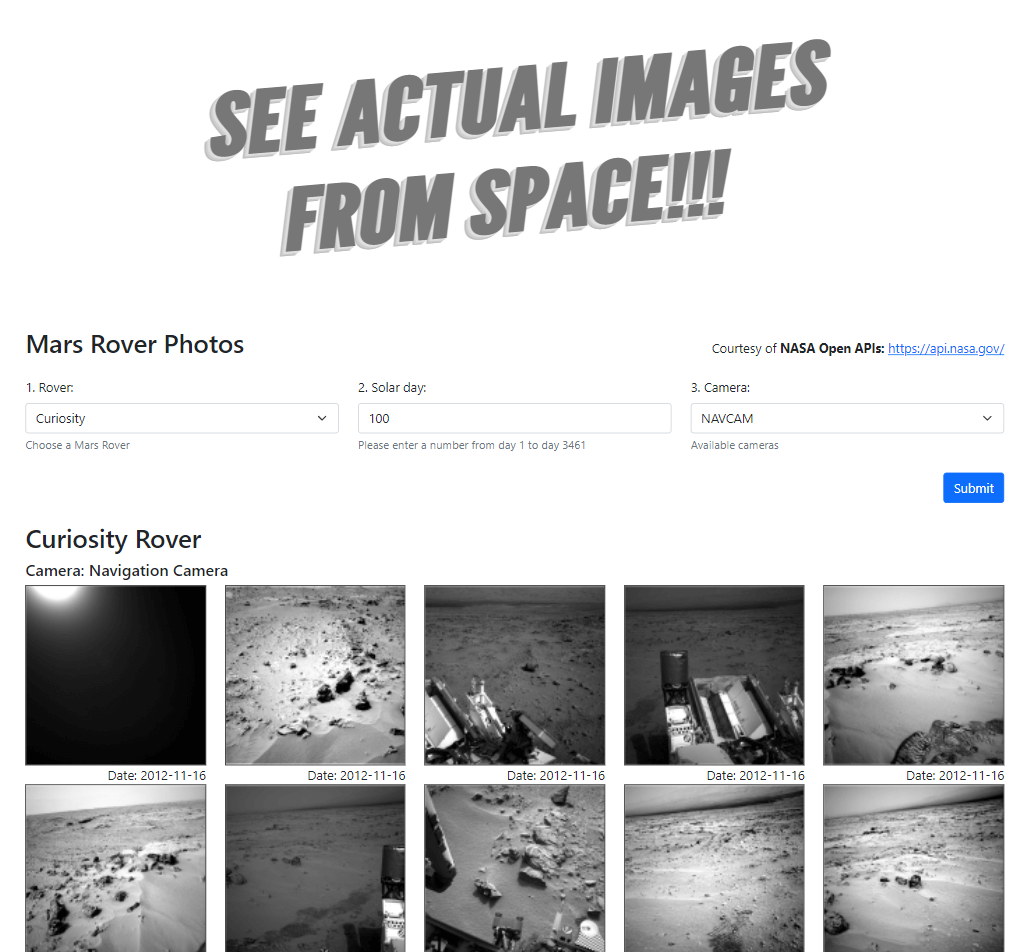 SEE ACTUAL IMAGES
FROM SPACE!!!
Mars Rover Photos
Courtesy of NASA Open APIs: https://api.nasa.gov/
1. Rover:
2. Solar day:
3. Camera:
Curiosity
100
NAVCAM
Choose a Mars Rover
Please enter a number from day 1 to day 3461
Available cameras
Submit
Curiosity Rover
Camera: Navigation Camera
Date: 2012-11-16
Date: 2012-11-16
Date: 2012-11-16
Date: 2012-11-16
Date: 2012-11-16